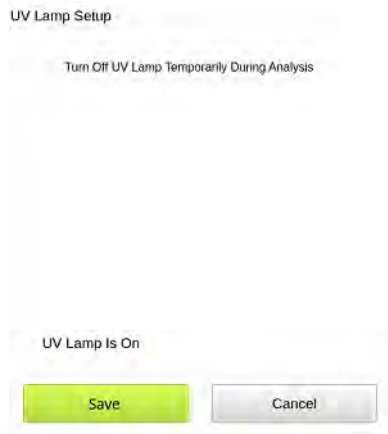 UV Lamp Setup
Turn Off UV Lamp Temporarily During Analysis
UV Lamp Is On
Save
Cancel